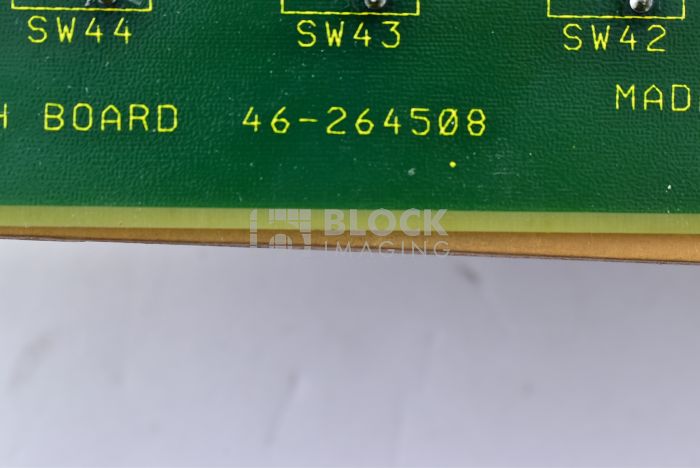 SW44 SW43 SW42
H BOARD 46-264508 MAD
BLOCK
IMAGING